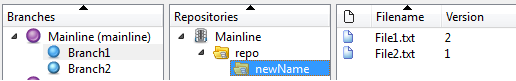 Branches
Mainline (mainline)
Branch1
Branch2
Repositories
Mainline
repo
newName
Filename Version
File1.txt 2
File2.txt 1